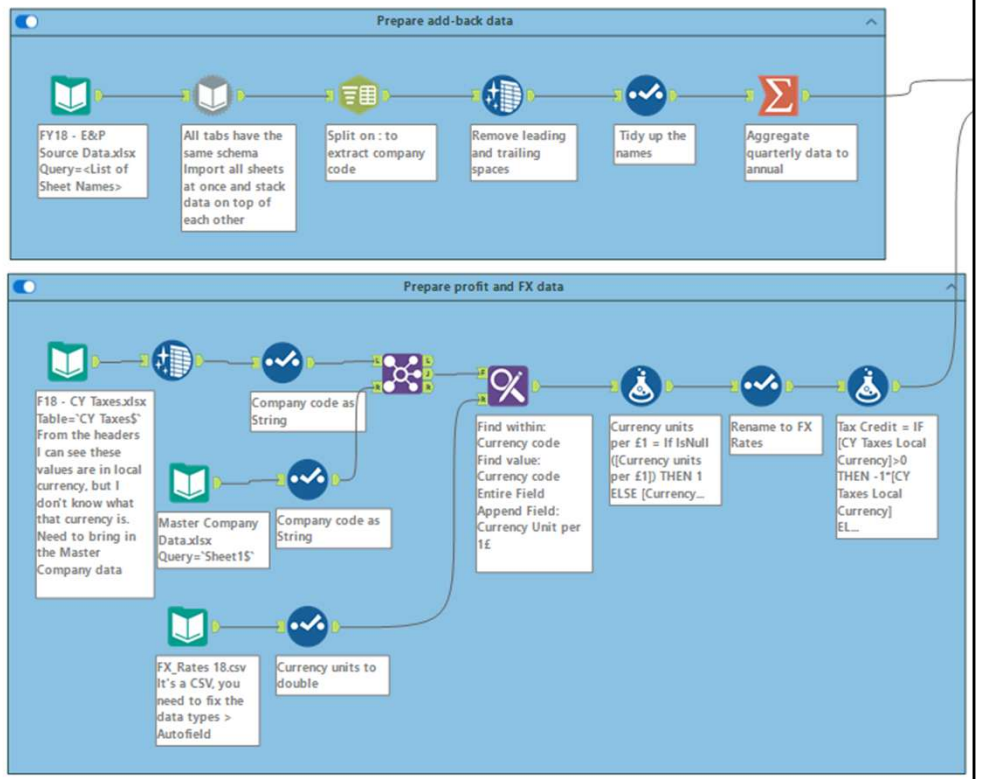 Prepare add-back data
FY18 - E&P
Source Data.xlsx
Query=<List of
Sheet Names>
All tabs have the
same schema
Import all sheets
at once and stack
data on top of
each other
Split on : to
extract company
code
Remove leading
and trailing
spaces
Tidy up the
names
Aggregate
quarterly data to
annual
Prepare profit and FX data
F18 - CY Taxes.xlsx
Table=`CY Taxes$`
From the headers
I can see these
values are in local
currency, but I
don't know what
that currency is.
Need to bring in
the Master
Company data
Company code as
String
L
R
L
J
R
F
R
Find within:
Currency code
Find value:
Currency code
Entire Field
Append Field:
Currency Unit per
1£
Currency units
per £1 = If IsNull
([Currency units
per £1]) THEN 1
ELSE [Currency...
Rename to FX
Rates
Tax Credit = IF
[CY Taxes Local
Currency]>0
THEN -1*[CY
Taxes Local
Currency]
EL...
Master Company
Data.xlsx
Query=`Sheet1$`
Company code as
String
FX_Rates 18.csv
It's a CSV, you
need to fix the
data types >
Autofield
Currency units to
double